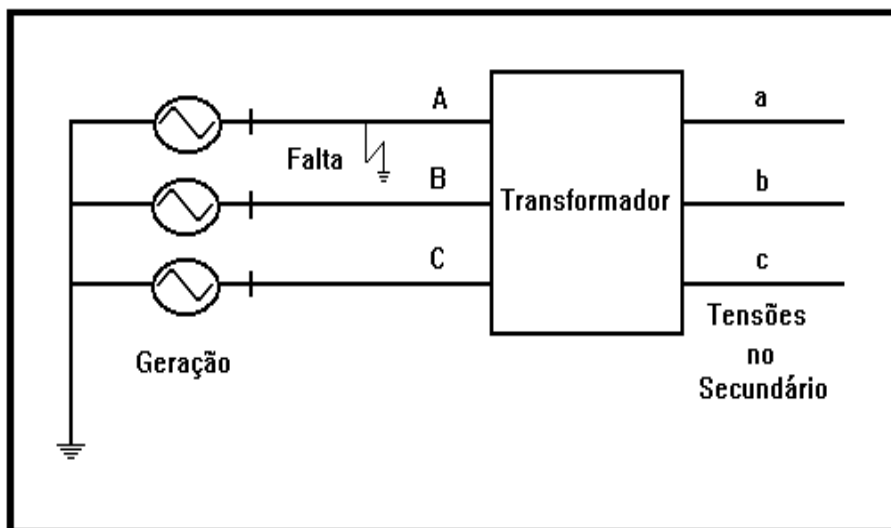 A
a
Falta
B
Transformador
b
C
c
Geração
Tensões
no
Secundário